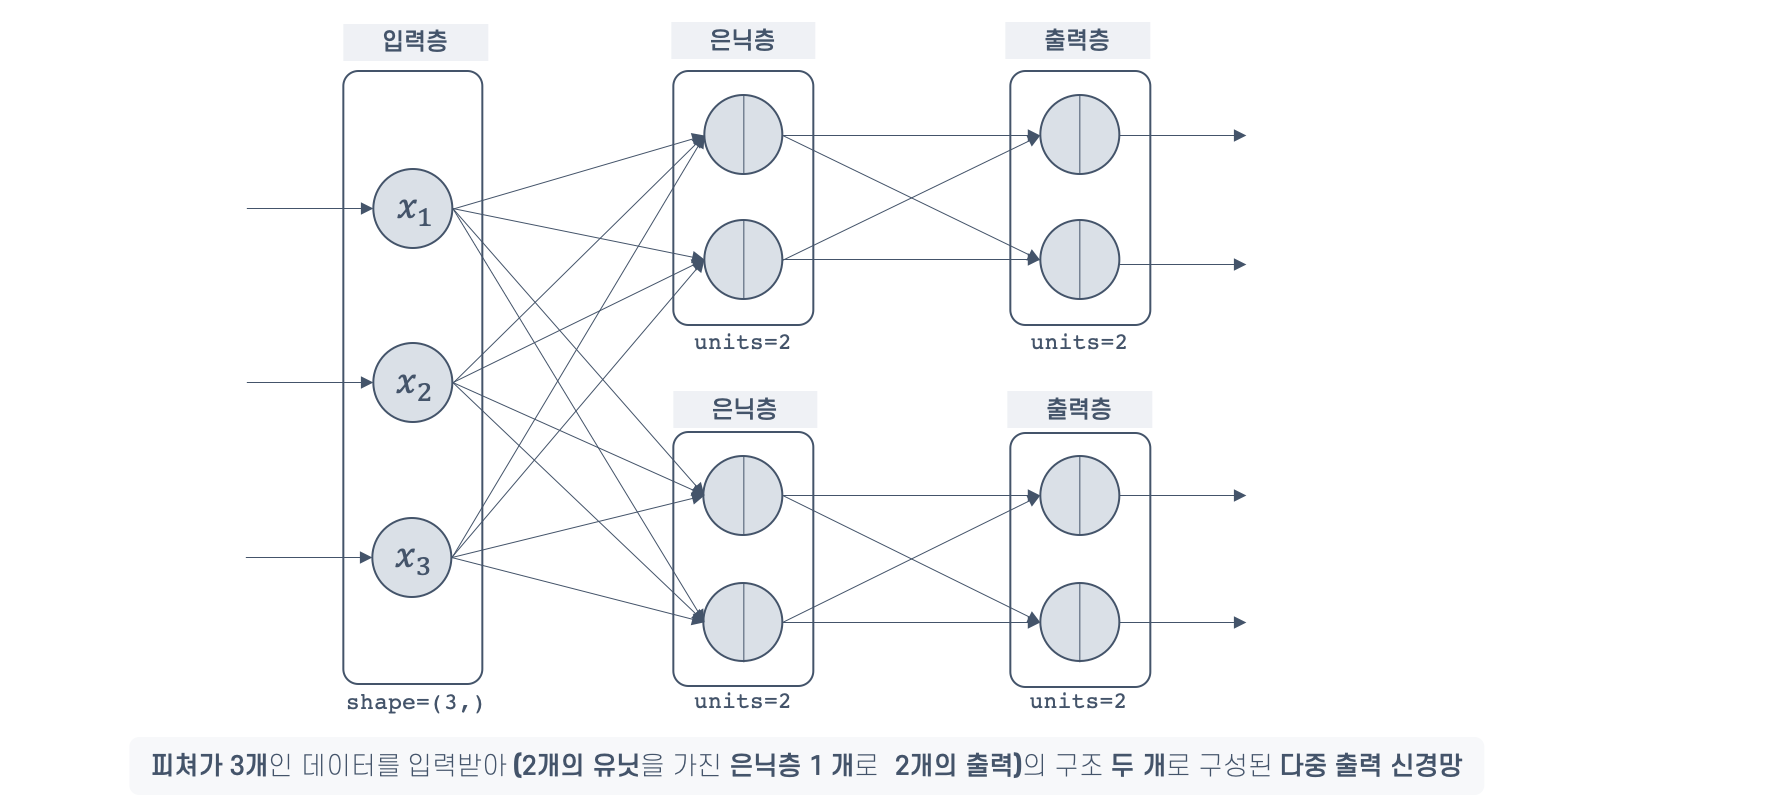 입력층
은닉층
출력층
x1
x2
x3
units=2
units=2
은닉층
출력층
units=2
units=2
shape=(3,)
피쳐가 3개인 데이터를 입력받아 (2개의 유닛을 가진 은닉층 1 개로 2개의 출력)의 구조 두 개로 구성된 다중 출력 신경망